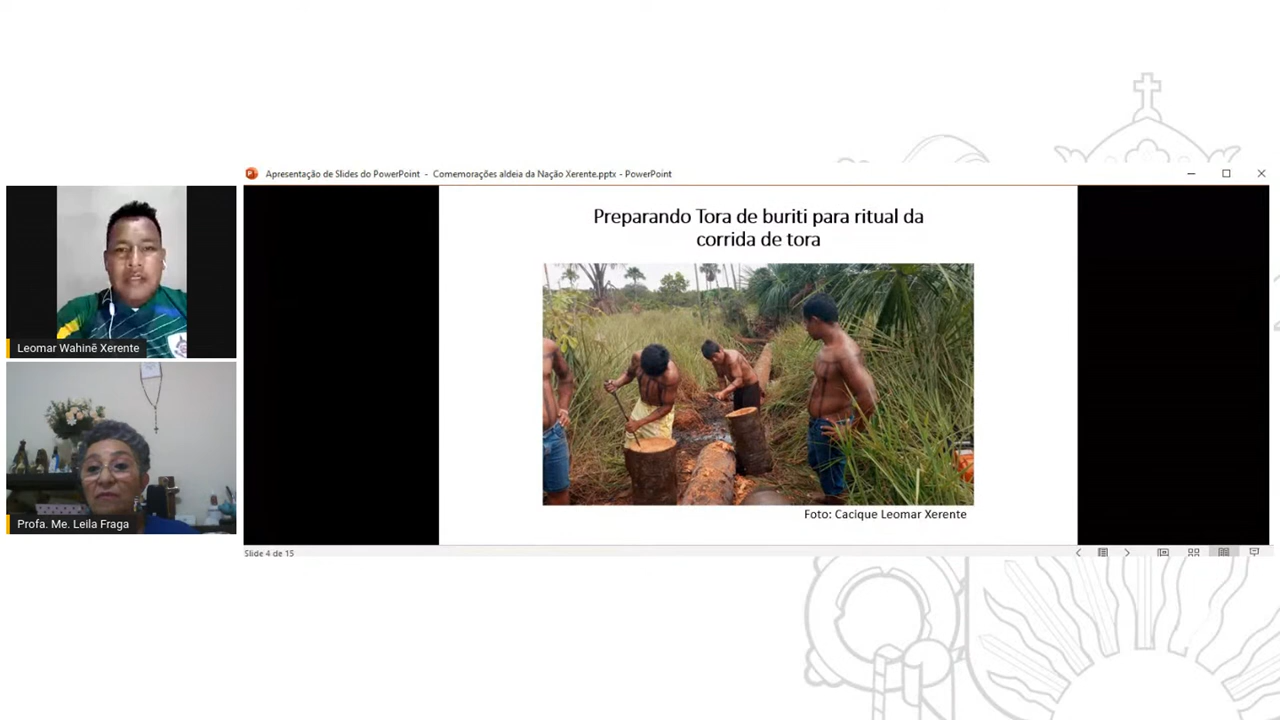 Apresentação de Slides do PowerPoint - Comemorações aldeia da Nação Xerente.pptx - PowerPoint
Preparando Tora de buriti para ritual da
corrida de tora
Leomar Wahinẽ Xerente
Profa. Me. Leila Fraga
Foto: Cacique Leomar Xerente
Slide 4 de 15